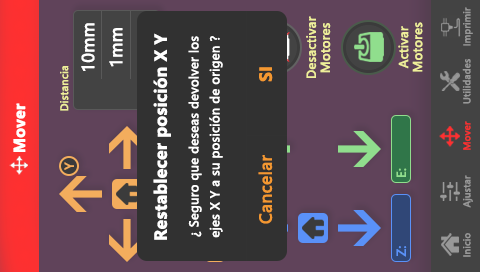 Mover
Distancia
10mm
1mm
Y
Restablecer posición X Y
¿ Seguro que deseas devolver los
ejes X Y a su posición de origen ?
Cancelar
SI
Desactivar
Motores
Activar
Motores
Z:
E:
Inicio
Ajustar
Mover
Utilidades
Imprimir